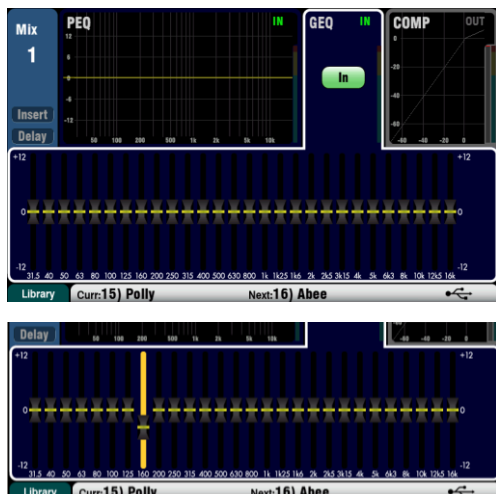 Mix
1
Insert
Delay
PEQ IN
12
6
0
-6
-12
50 100 200 500 1k 2k 5k 10k
GEQ IN
In
COMP OUT
0
-20
-40
-60
-60 -40 -20 0
+12 +12
0 0
-12 -12
31.5 40 50 63 80 100 125 160 200 250 315 400 500 630 800 1k 1k25 1k6 2k 2k5 3k15 4k 5k 6k3 8k 10k 12k5 16k
Library Curr:15) Polly Next:16) Abee
Delay
50 100 200 500 1k 2k 5k 10k
-60 -40 -20 0
+12 +12
0 0
-12 -12
31.5 40 50 63 80 100 125 160 200 250 315 400 500 630 800 1k 1k25 1k6 2k 2k5 3k15 4k 5k 6k3 8k 10k 12k5 16k
Library Curr:15) Polly Next:16) Abee